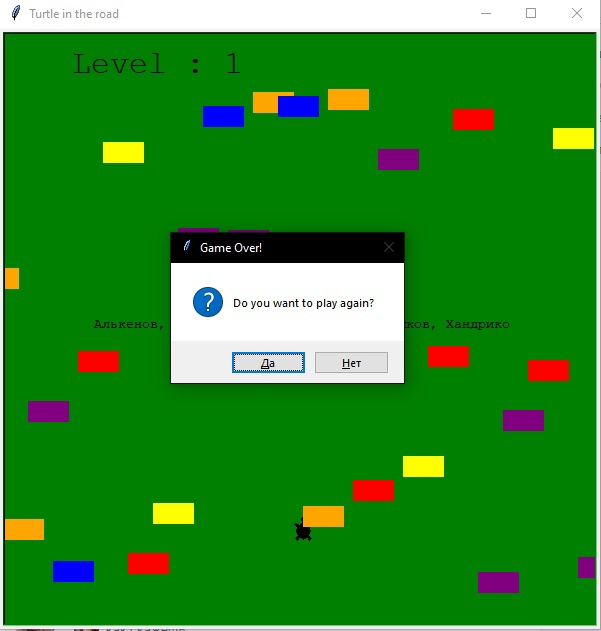 Turtle in the road
Level : 1
Game Over!
Do you want to play again?
Алькенов, ков, Хандрико
Да
Нет